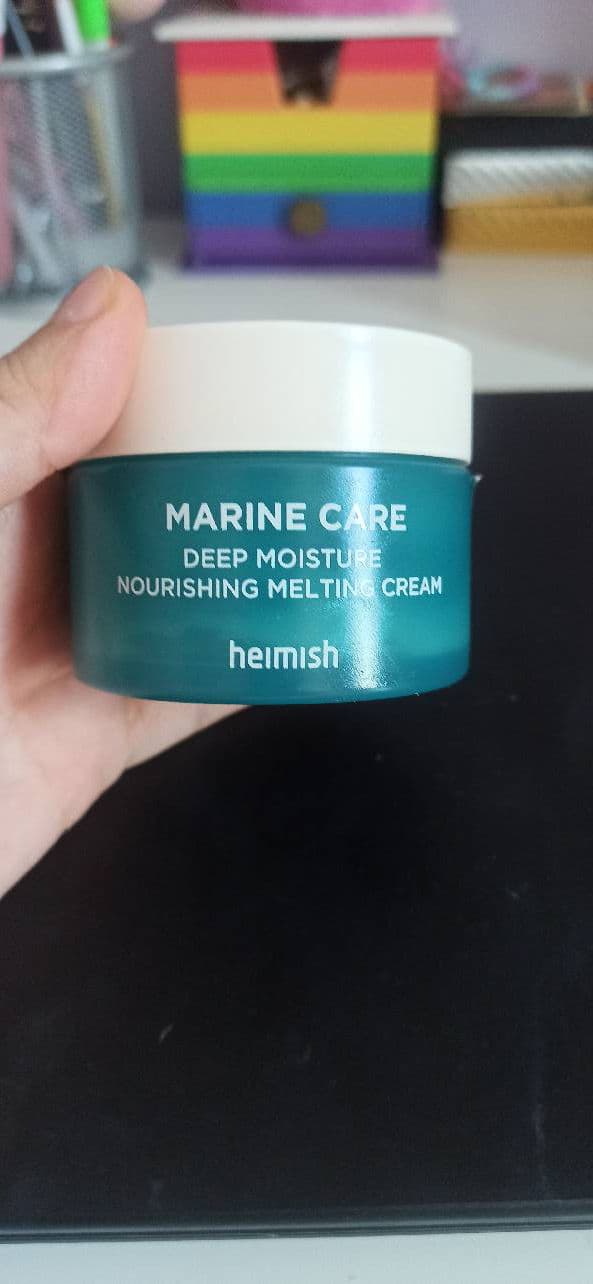 MARINE CARE
DEEP MOISTURE
NOURISHING MELTING CREAM
heimish